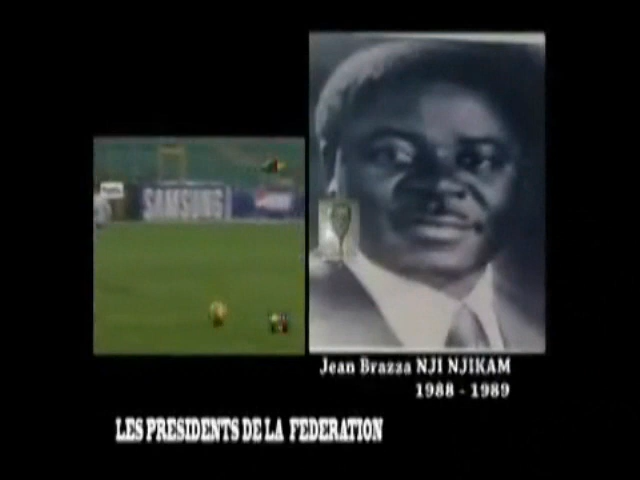 SAMSUNG
Jean Brazza NJI NJIKAM
1988 - 1989
LES PRESIDENTS DE LA FEDERATION